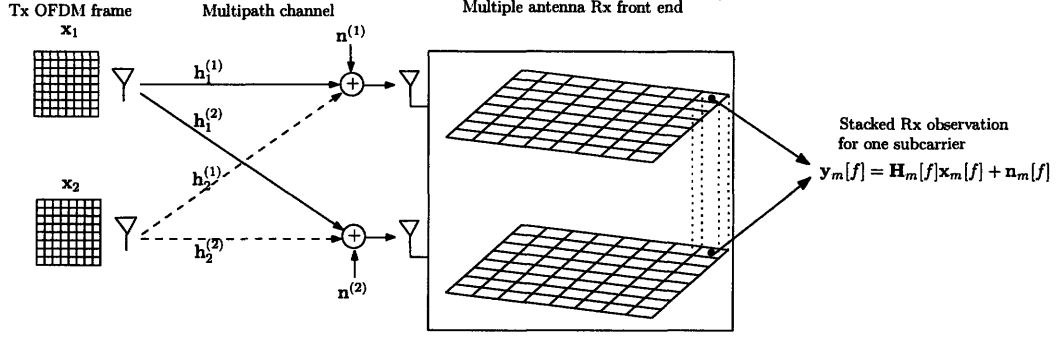 Tx OFDM frame
Multipath channel
Multiple antenna Rx front end
x₁
n⁽¹⁾
h₁⁽¹⁾
h₁⁽²⁾
+
Stacked Rx observation
for one subcarrier
yₘ[f] = Hₘ[f]xₘ[f] + nₘ[f]
x₂
h₂⁽¹⁾
h₂⁽²⁾
+
n⁽²⁾